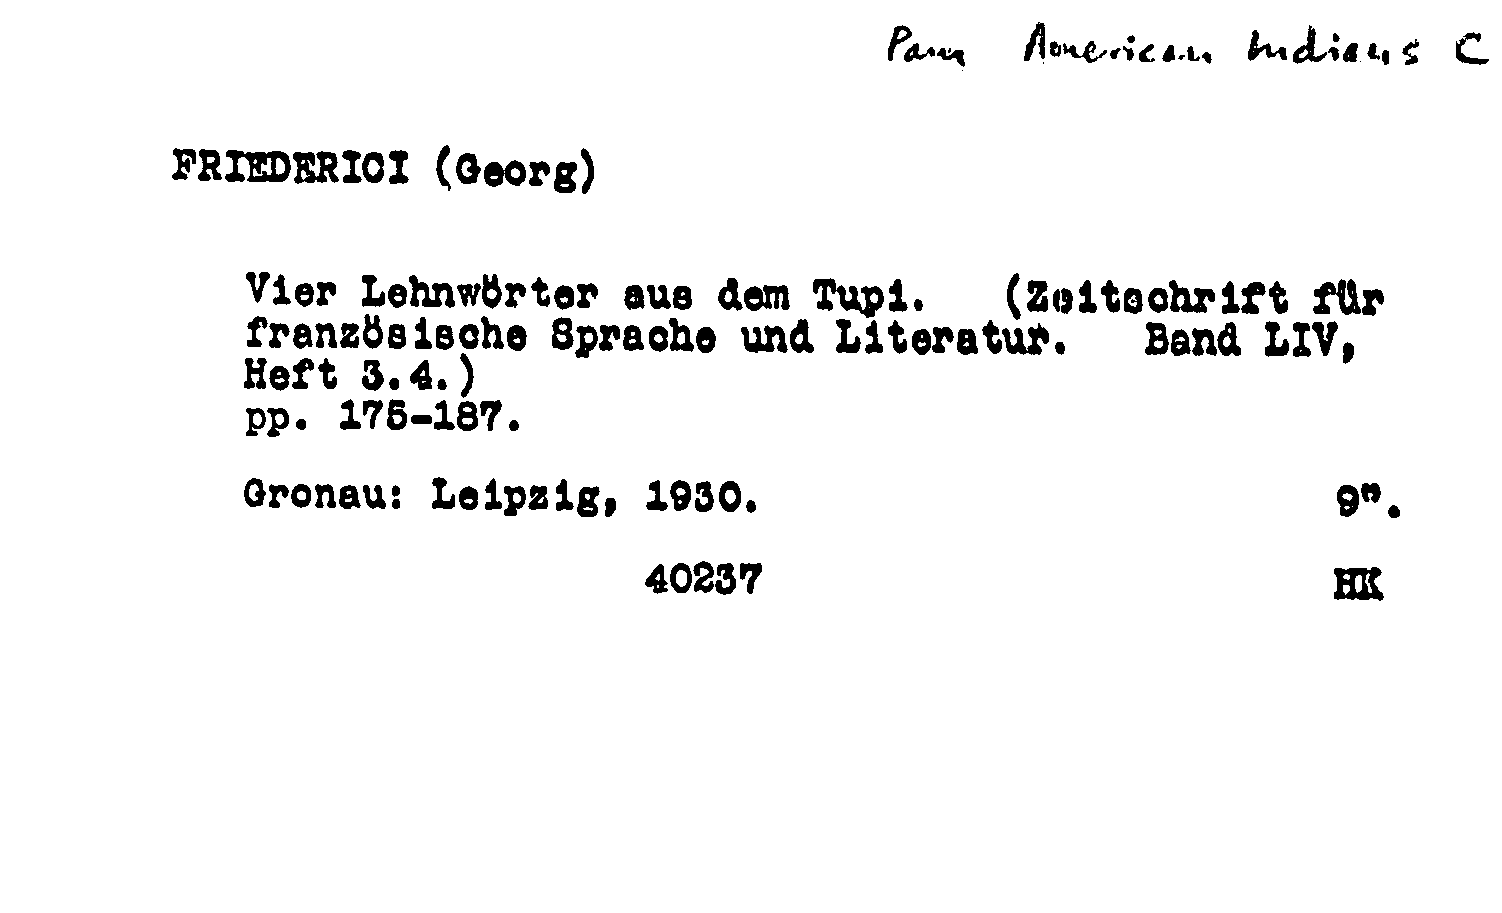 Pam American Indians C
FRIEDERICI (Georg)
Vier Lehnwörter aus dem Tupi. (Zeitschrift für
französische Sprache und Literatur. Band LIV,
Heft 3.4.)
pp. 175-187.
Gronau: Leipzig, 1930. 9".
40237 HK